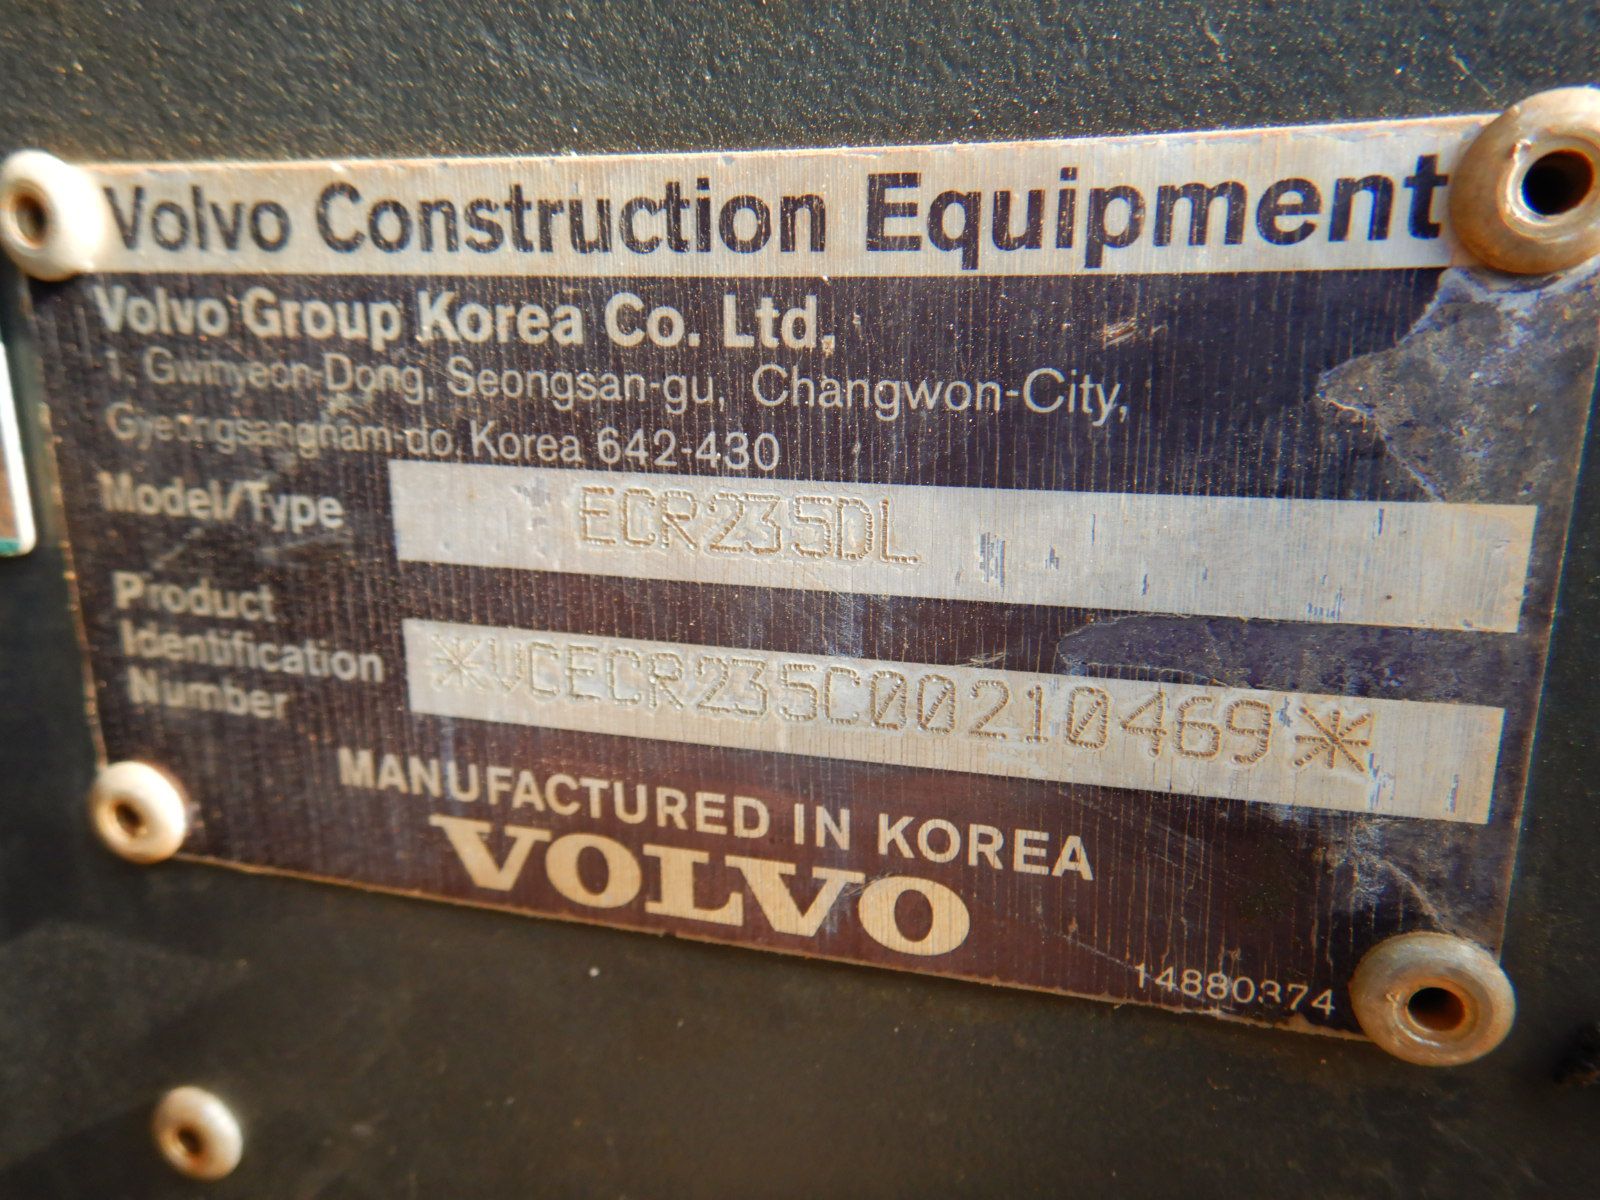 Volvo Construction Equipment
Volvo Group Korea Co. Ltd.
1. Gwinyeon-Dong, Seongsan-gu, Changwon-City,
Gyeongsangnam-do, Korea 642-430
Model/Type ECR235DL
Product
Identification
Number
*VCECR235C00210469*
MANUFACTURED IN KOREA
VOLVO
14880374